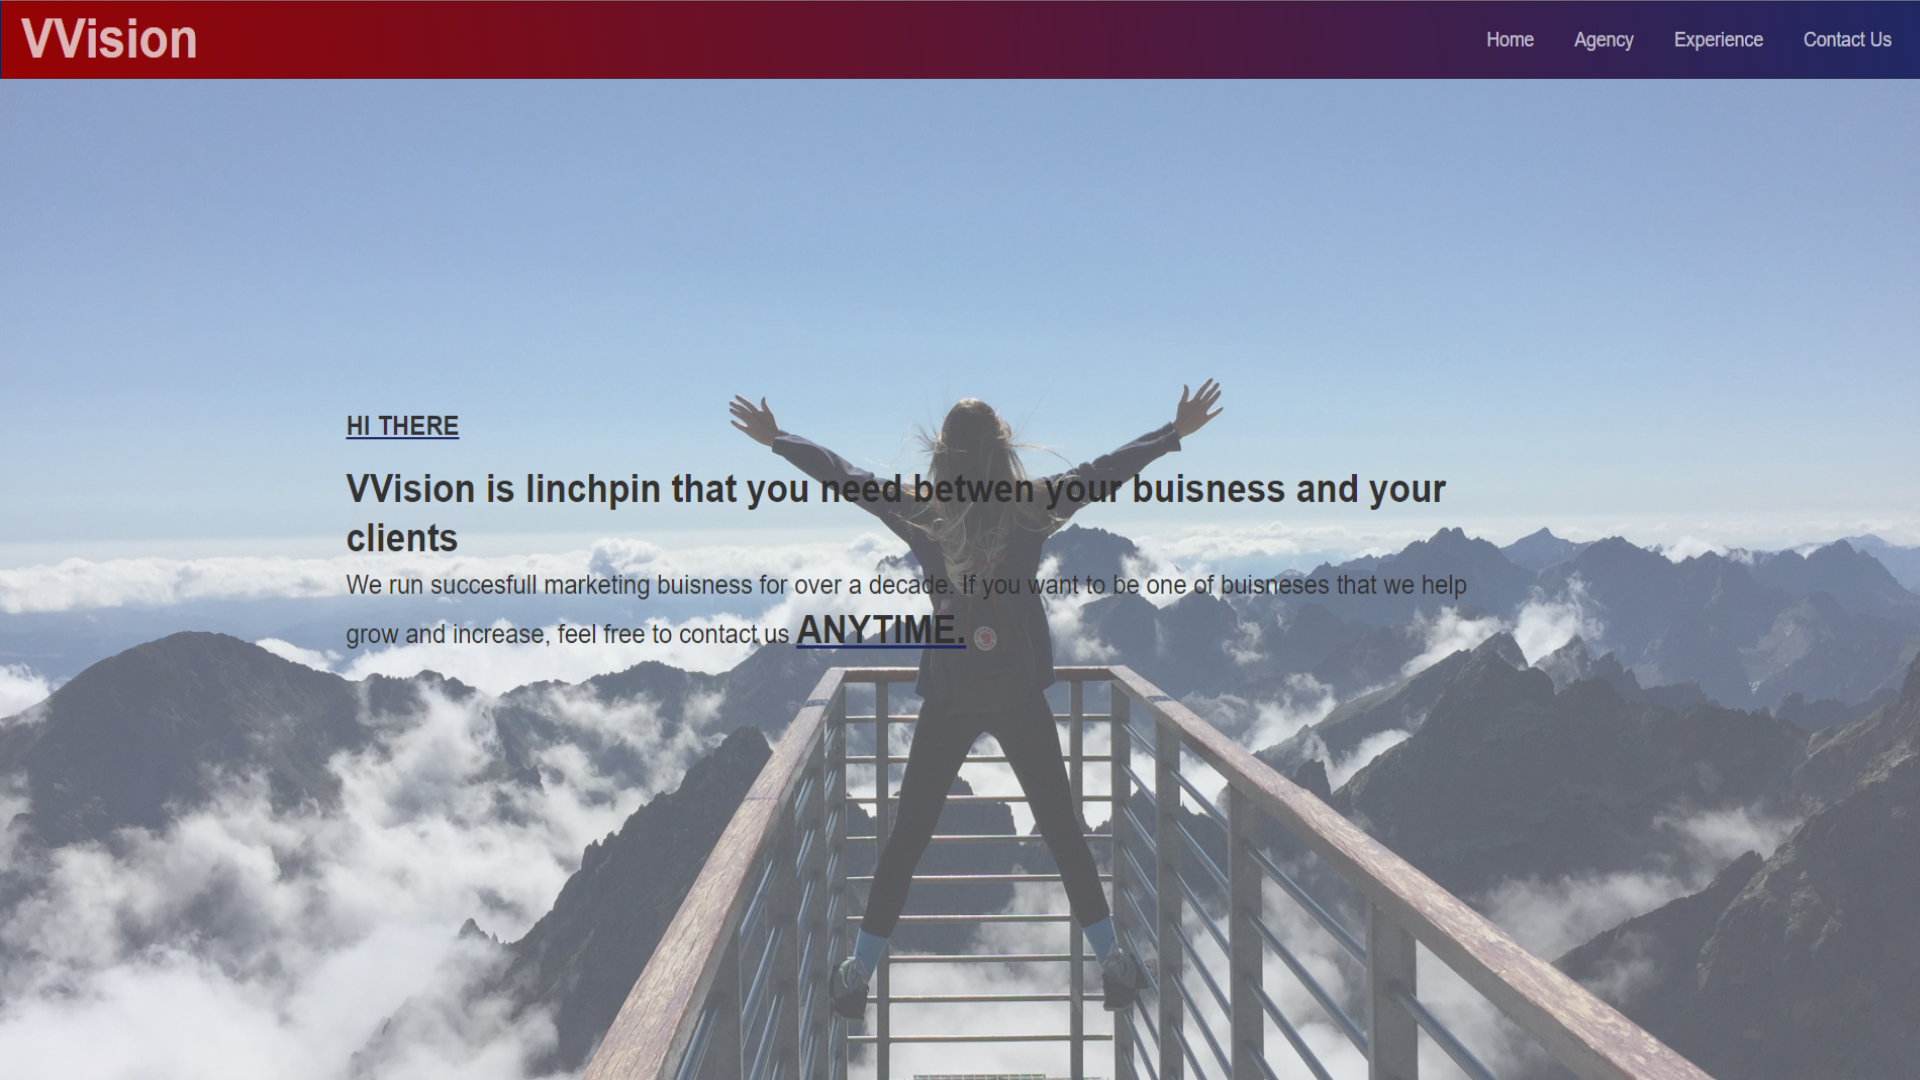 VVision
Home Agency Experience Contact Us
HI THERE
VVision is linchpin that you need betwen your buisness and your
clients
We run succesfull marketing buisness for over a decade. If you want to be one of buisneses that we help
grow and increase, feel free to contact us ANYTIME.